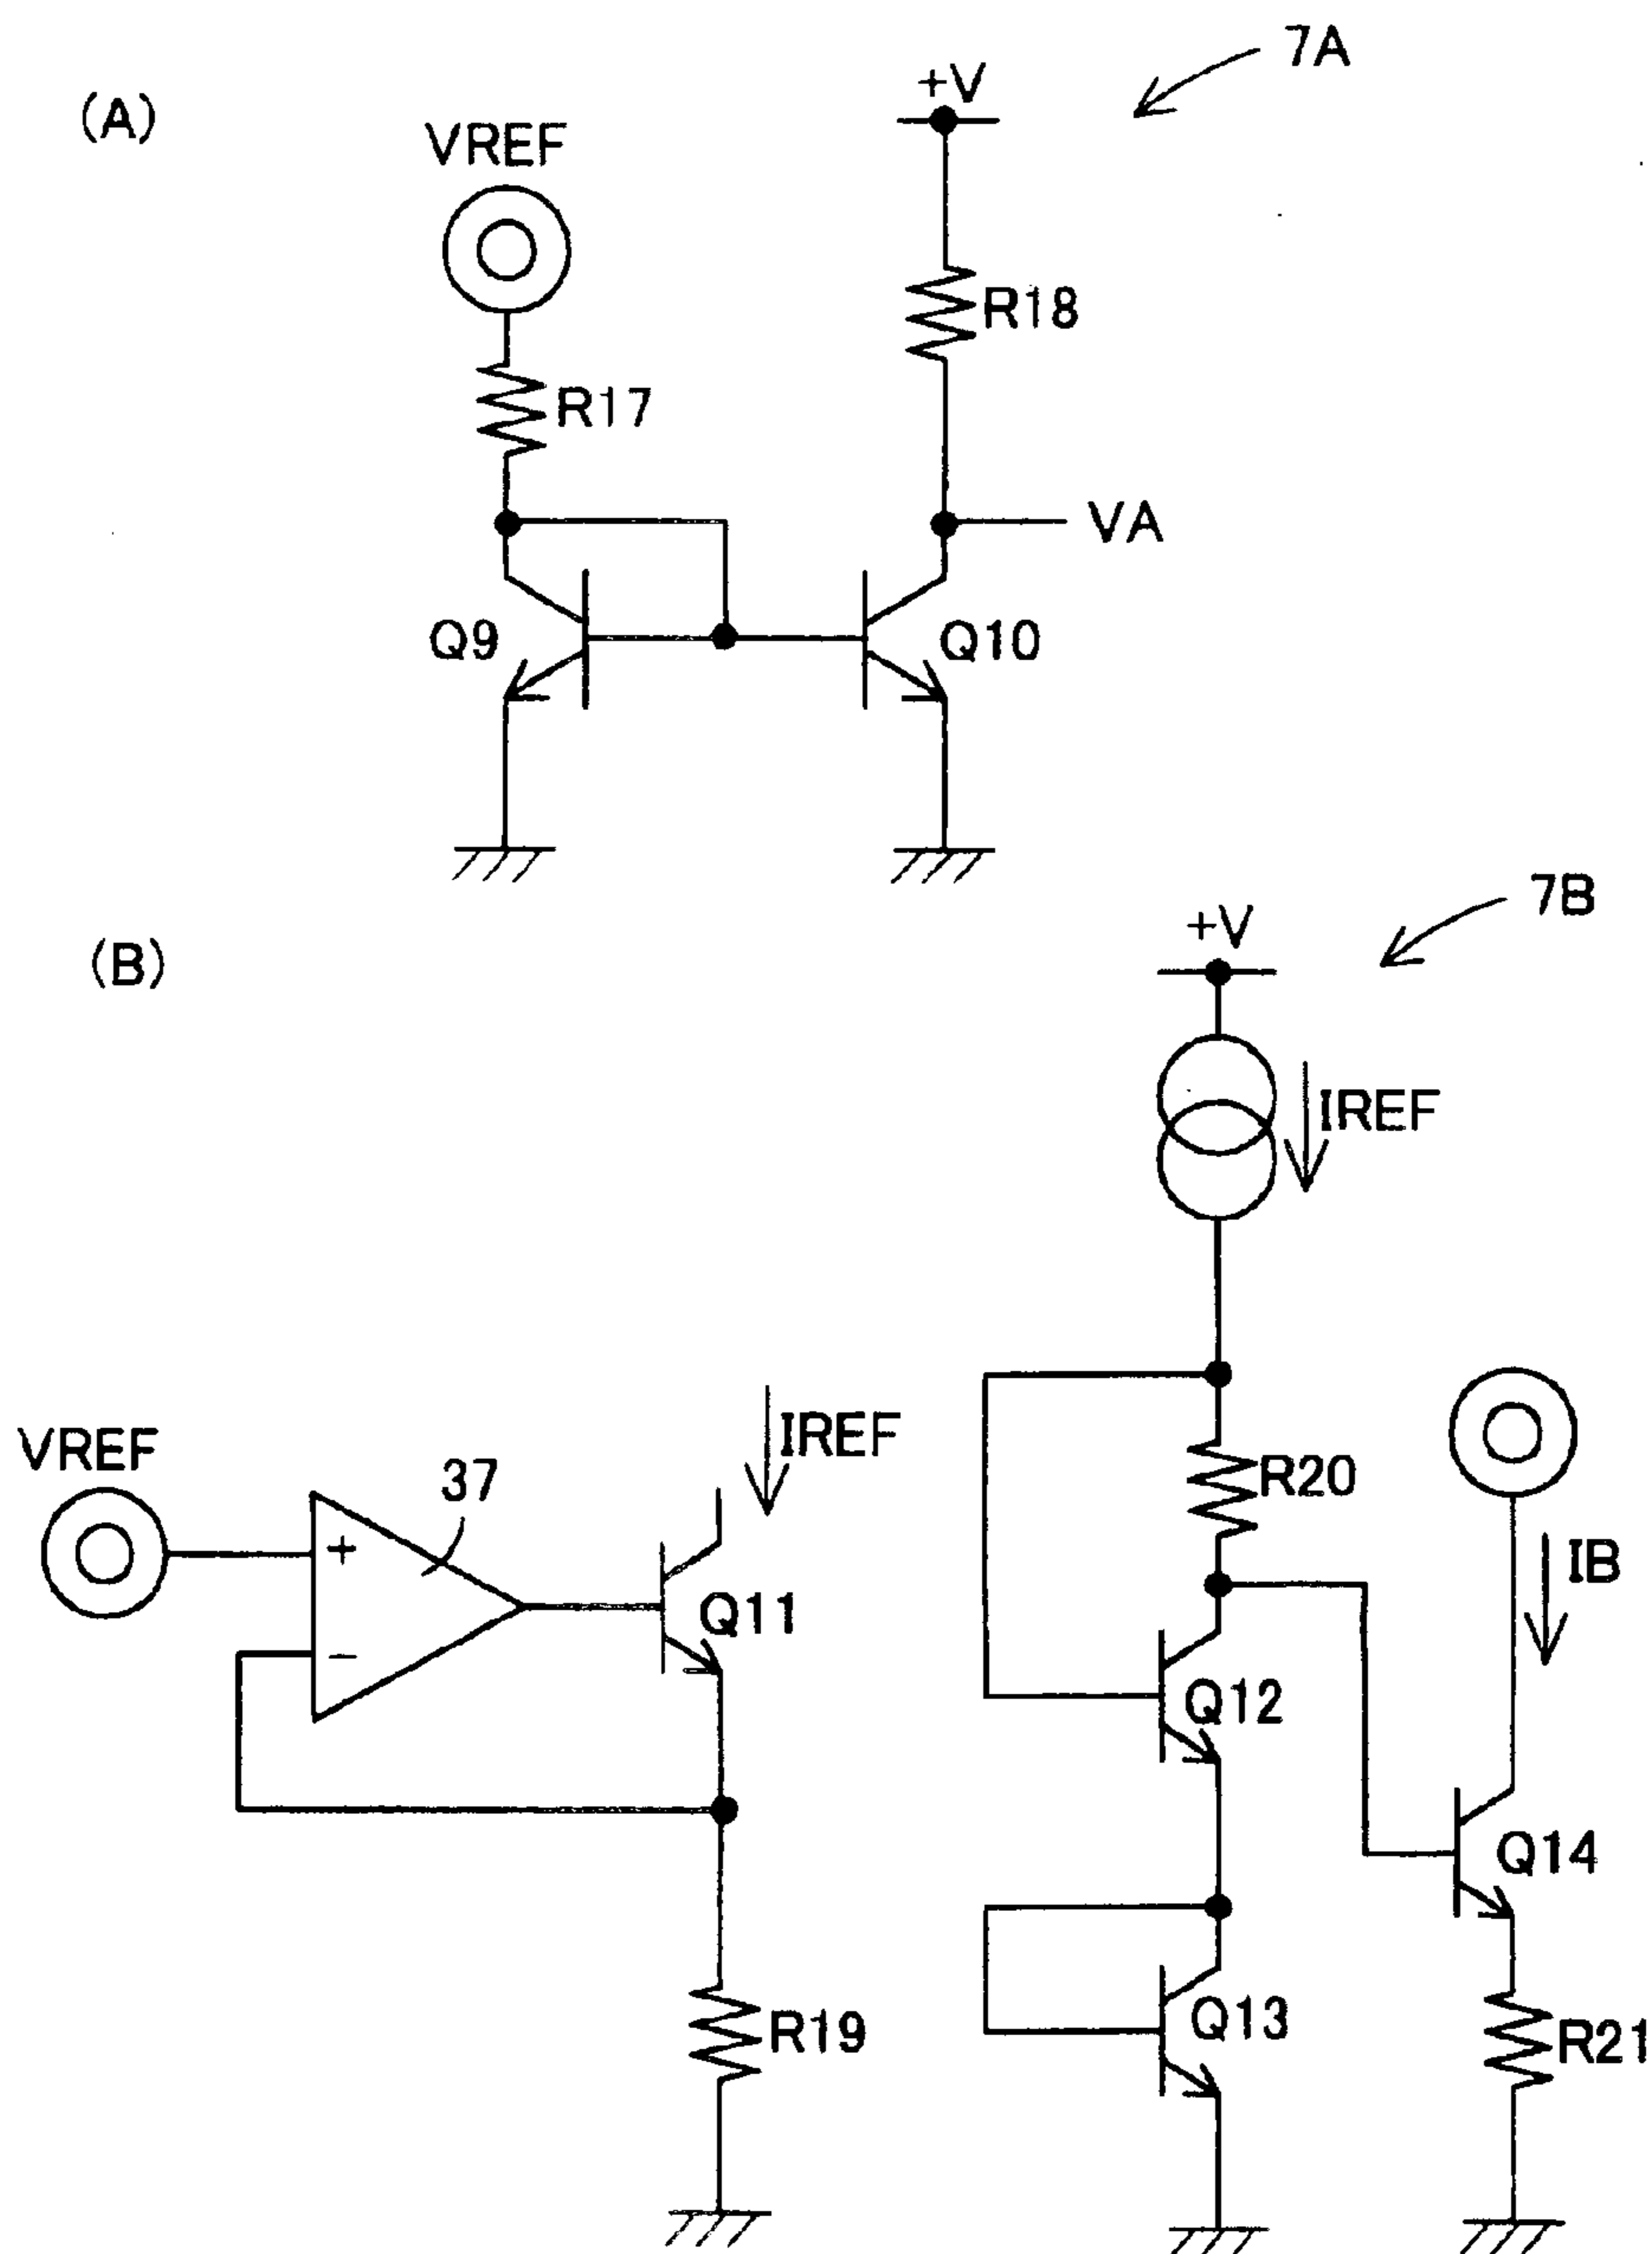 (A)
7A
+V
VREF
R18
R17
VA
Q9
Q10
(B)
7B
+V
IREF
VREF
37
IREF
R20
IB
+
−
Q11
Q12
Q14
Q13
R19
R21